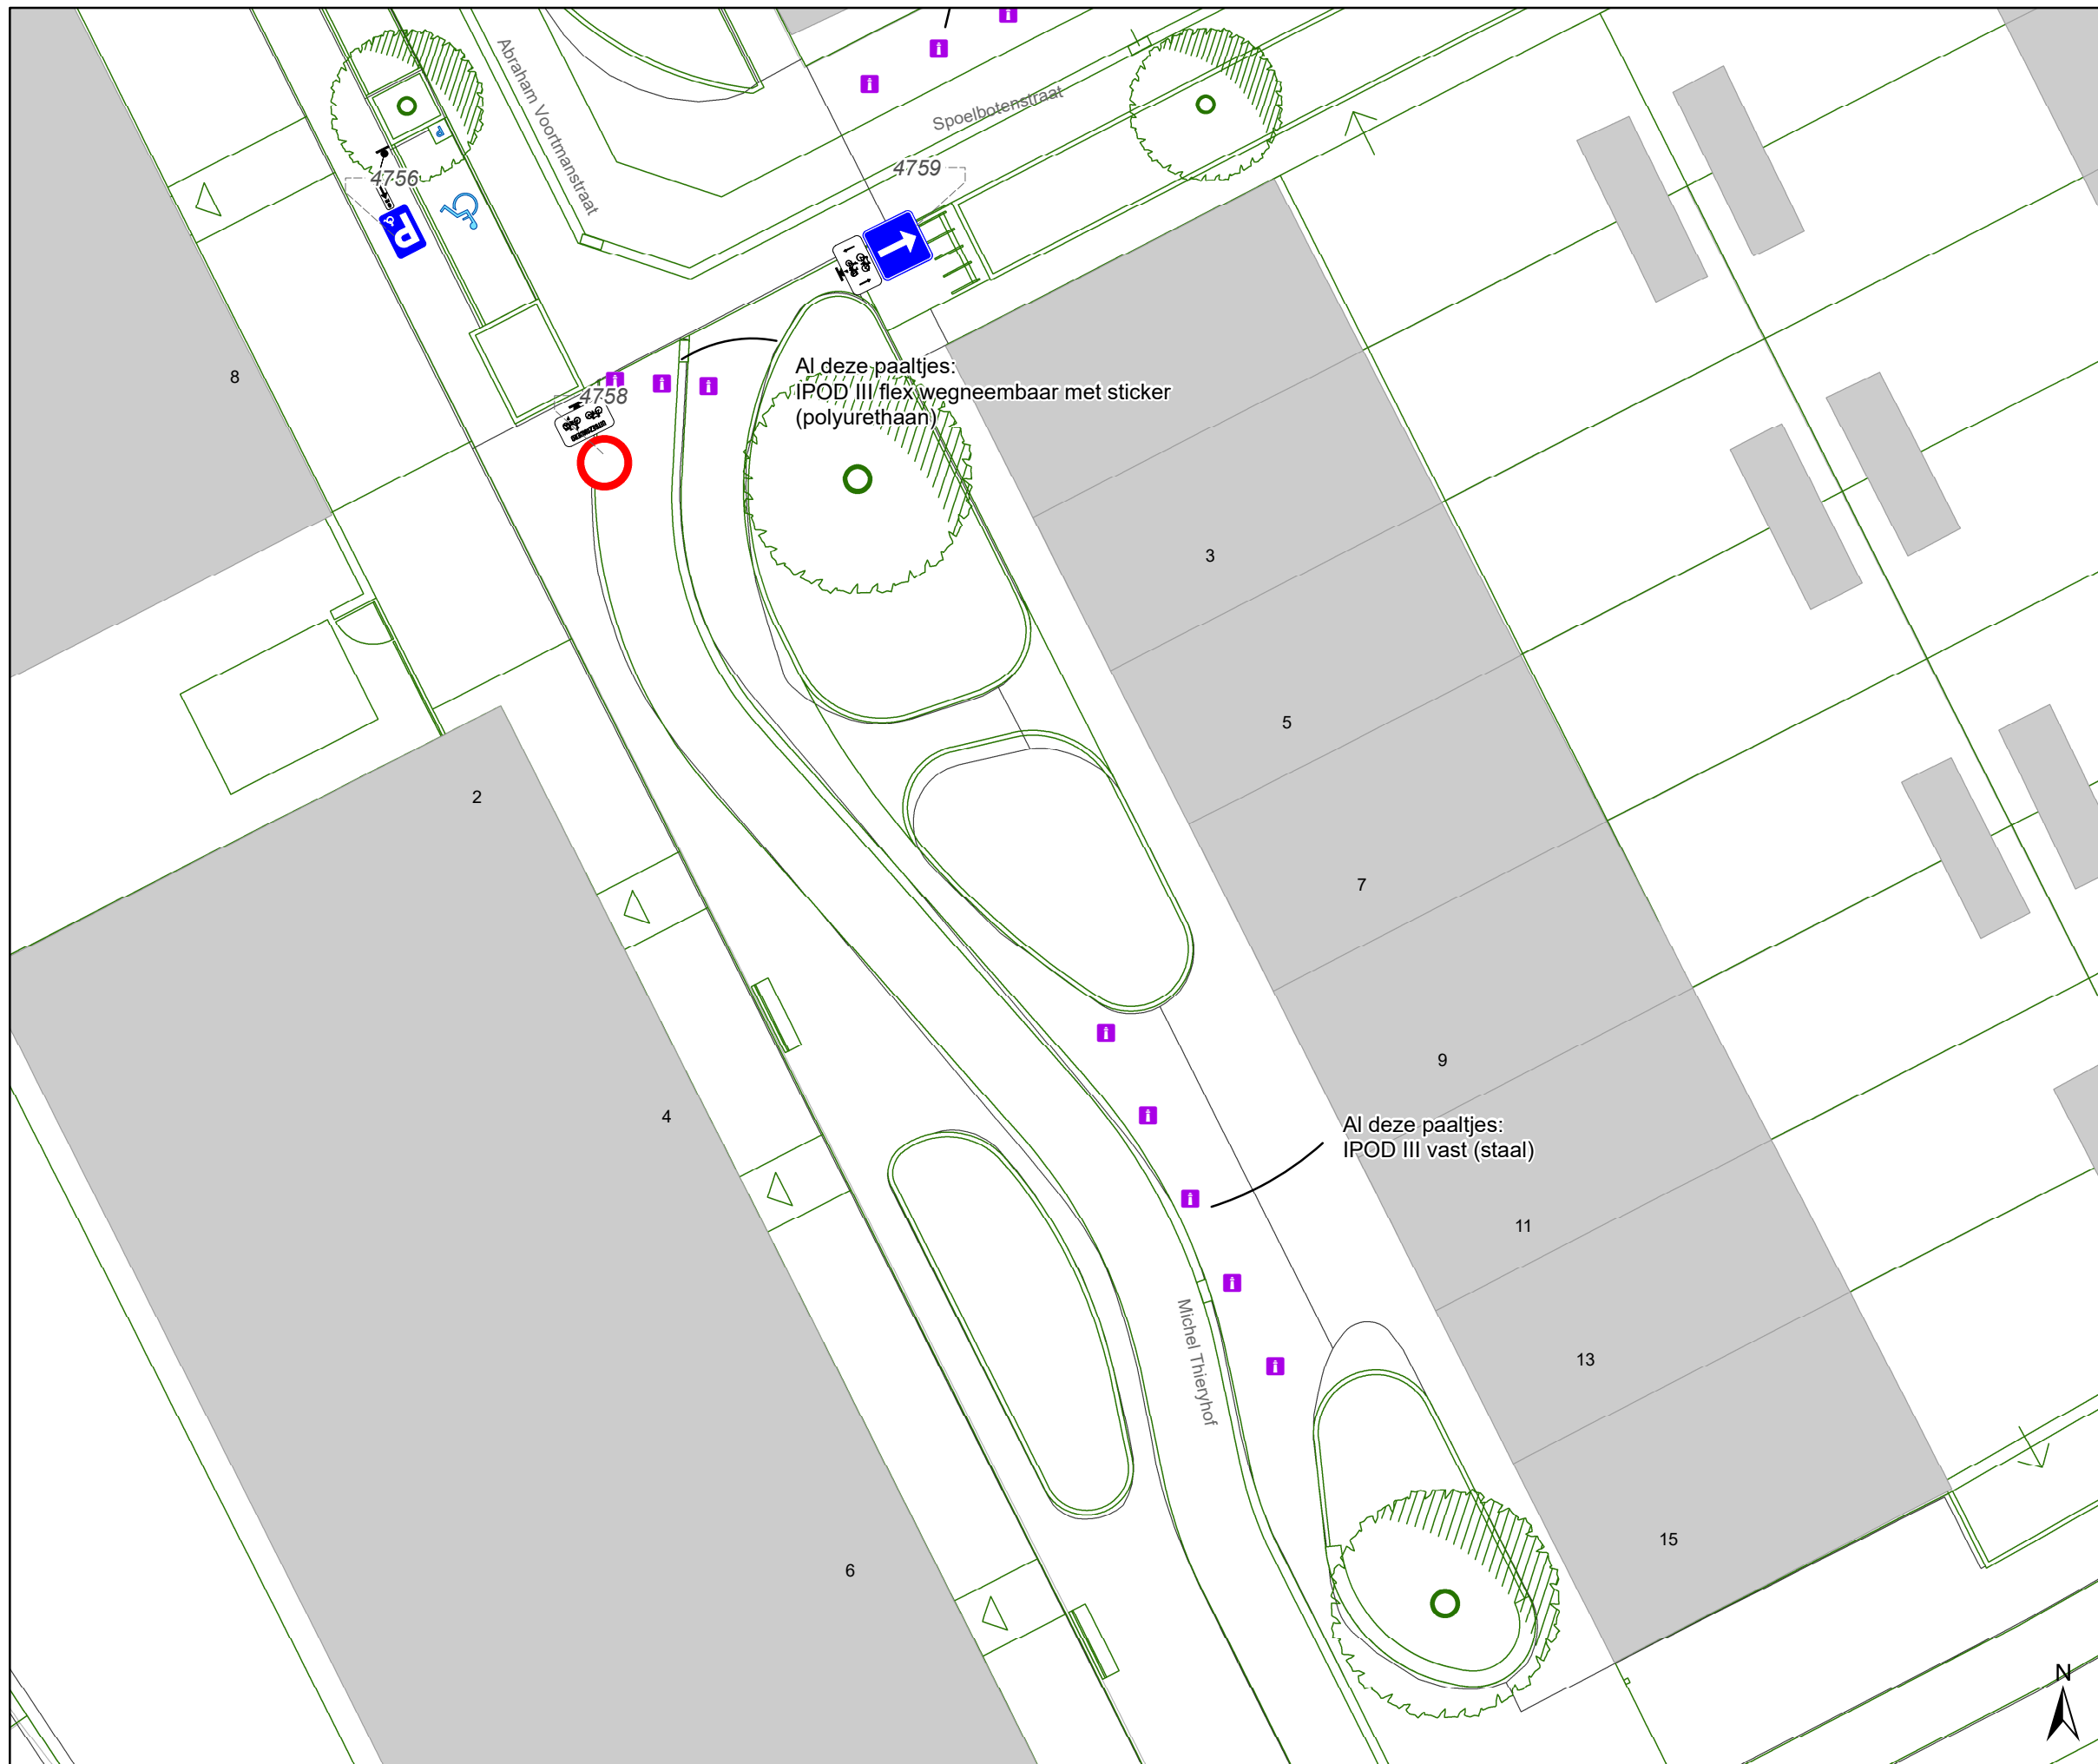 Abraham Voortmanstraat
Spoelbotenstraat
4756
P
P
4759
8
Al deze paaltjes:
IPOD III flex wegneembaar met sticker
(polyurethaan)
4758
3
5
2
7
9
4
Al deze paaltjes:
IPOD III vast (staal)
11
Michel Thieryhof
13
15
6
N